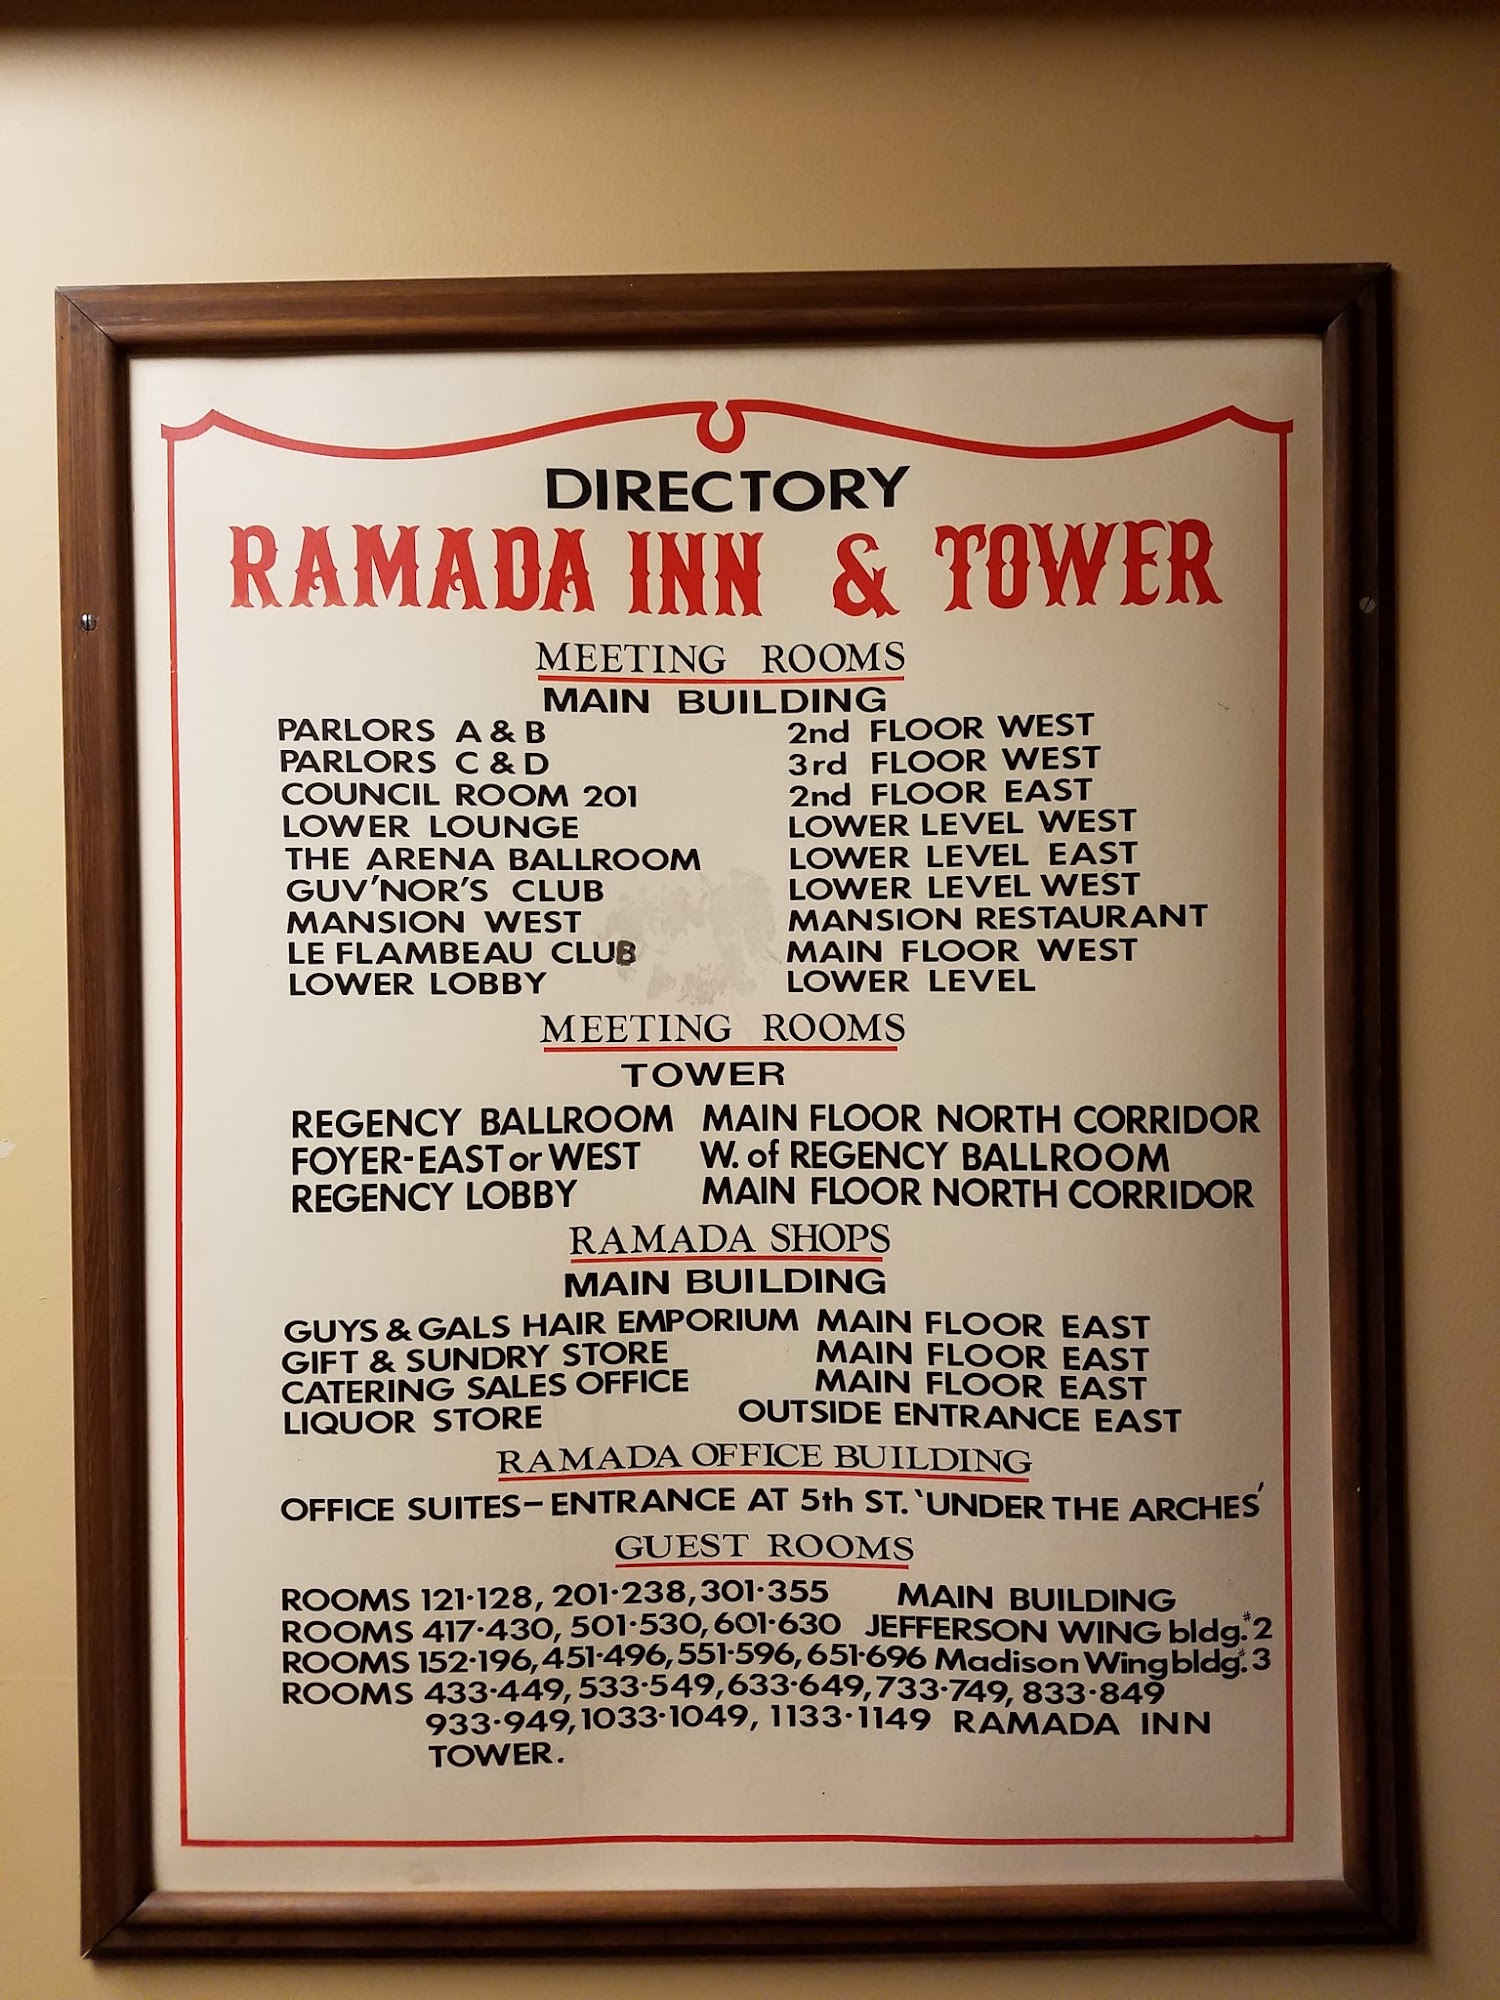 DIRECTORY
RAMADA INN & TOWER
MEETING ROOMS
MAIN BUILDING
PARLORS A & B 2nd FLOOR WEST
PARLORS C & D 3rd FLOOR WEST
COUNCIL ROOM 201 2nd FLOOR EAST
LOWER LOUNGE LOWER LEVEL WEST
THE ARENA BALLROOM LOWER LEVEL EAST
GUV'NOR'S CLUB LOWER LEVEL WEST
MANSION WEST MANSION RESTAURANT
LE FLAMBEAU CLUB MAIN FLOOR WEST
LOWER LOBBY LOWER LEVEL
MEETING ROOMS
TOWER
REGENCY BALLROOM MAIN FLOOR NORTH CORRIDOR
FOYER-EAST or WEST W. of REGENCY BALLROOM
REGENCY LOBBY MAIN FLOOR NORTH CORRIDOR
RAMADA SHOPS
MAIN BUILDING
GUYS & GALS HAIR EMPORIUM MAIN FLOOR EAST
GIFT & SUNDRY STORE MAIN FLOOR EAST
CATERING SALES OFFICE MAIN FLOOR EAST
LIQUOR STORE OUTSIDE ENTRANCE EAST
RAMADA OFFICE BUILDING
OFFICE SUITES–ENTRANCE AT 5th ST. 'UNDER THE ARCHES'
GUEST ROOMS
ROOMS 121·128, 201·238, 301·355 MAIN BUILDING
ROOMS 417·430, 501·530, 601·630 JEFFERSON WING bldg. #2
ROOMS 152·196, 451·496, 551·596, 651·696 Madison Wing bldg. #3
ROOMS 433·449, 533·549, 633·649, 733·749, 833·849
933·949, 1033·1049, 1133·1149 RAMADA INN
TOWER.